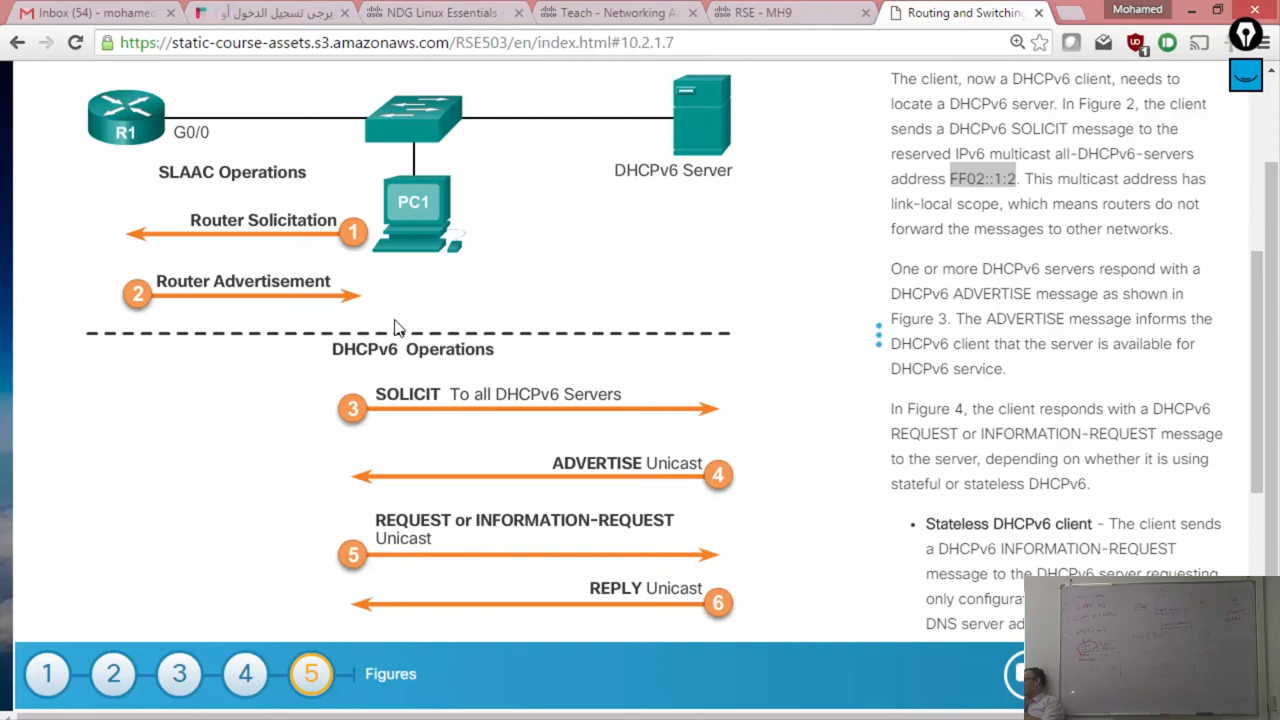 Inbox (54) - mohamed
يرجى تسجيل الدخول أو
NDG Linux Essentials -
Teach - Networking A
RSE - MH9
Routing and Switching
Mohamed
https://static-course-assets.s3.amazonaws.com/RSE503/en/index.html#10.2.1.7
1
R1
G0/0
SLAAC Operations
PC1
DHCPv6 Server
Router Solicitation
1
Router Advertisement
2
DHCPv6 Operations
SOLICIT To all DHCPv6 Servers
3
ADVERTISE Unicast
4
REQUEST or INFORMATION-REQUEST
Unicast
5
REPLY Unicast
6
The client, now a DHCPv6 client, needs to
locate a DHCPv6 server. In Figure 2, the client
sends a DHCPv6 SOLICIT message to the
reserved IPv6 multicast all-DHCPv6-servers
address FF02::1:2. This multicast address has
link-local scope, which means routers do not
forward the messages to other networks.
One or more DHCPv6 servers respond with a
DHCPv6 ADVERTISE message as shown in
Figure 3. The ADVERTISE message informs the
DHCPv6 client that the server is available for
DHCPv6 service.
In Figure 4, the client responds with a DHCPv6
REQUEST or INFORMATION-REQUEST message
to the server, depending on whether it is using
stateful or stateless DHCPv6.
• Stateless DHCPv6 client - The client sends
a DHCPv6 INFORMATION-REQUEST
message to the DHCPv6 server requesting
only
DNS server
1 2 3 4 5 Figures